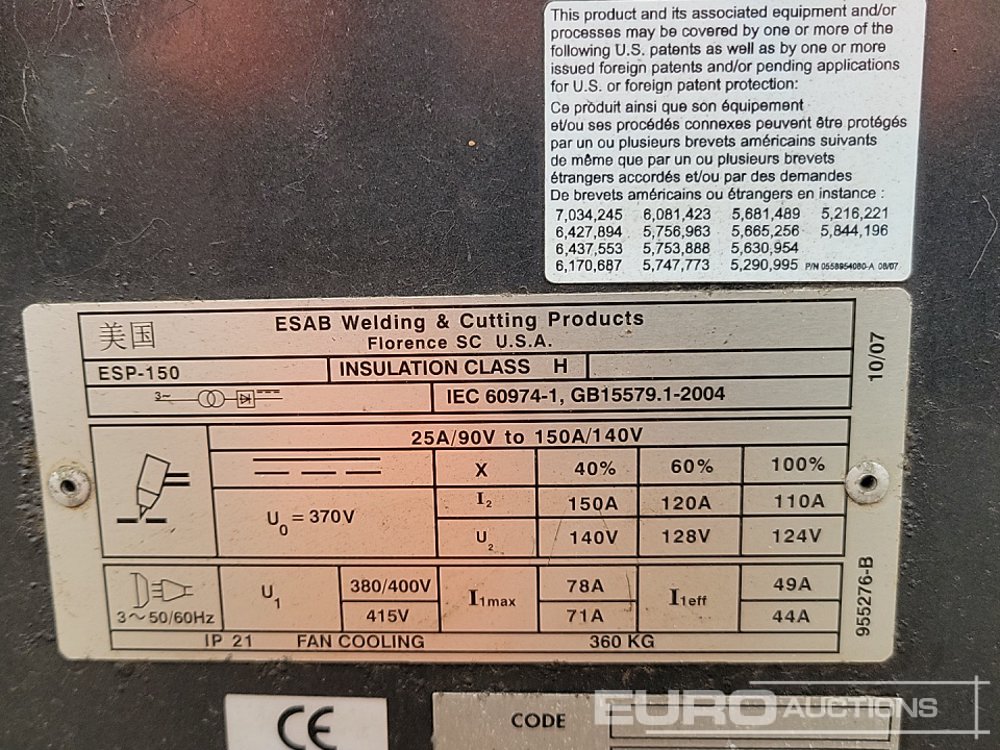 This product and its associated equipment and/or
processes may be covered by one or more of the
following U.S. patents as well as by one or more
issued foreign patents and/or pending applications
for U.S. or foreign patent protection:
Ce produit ainsi que son équipement
et/ou ses procédés connexes peuvent être protégés
par un ou plusieurs brevets américains suivants
de même que par un ou plusieurs brevets
étrangers accordés et/ou par des demandes
De brevets américains ou étrangers en instance :
7,034,245 6,081,423 5,681,489 5,216,221
6,427,894 5,756,963 5,665,256 5,844,196
6,437,553 5,753,888 5,630,954
6,170,687 5,747,773 5,290,995 P/N 0558954080-A 08/07
美国 ESAB Welding & Cutting Products
Florence SC U.S.A.
ESP-150 INSULATION CLASS H
3~ IEC 60974-1, GB15579.1-2004
10/07
25A/90V to 150A/140V
X 40% 60% 100%
U0 = 370V I2 150A 120A 110A
U2 140V 128V 124V
3~50/60Hz U1 380/400V I1max 78A I1eff 49A
415V 71A 44A
IP 21 FAN COOLING 360 KG
955276-B
CE
CODE
EURO AUCTIONS